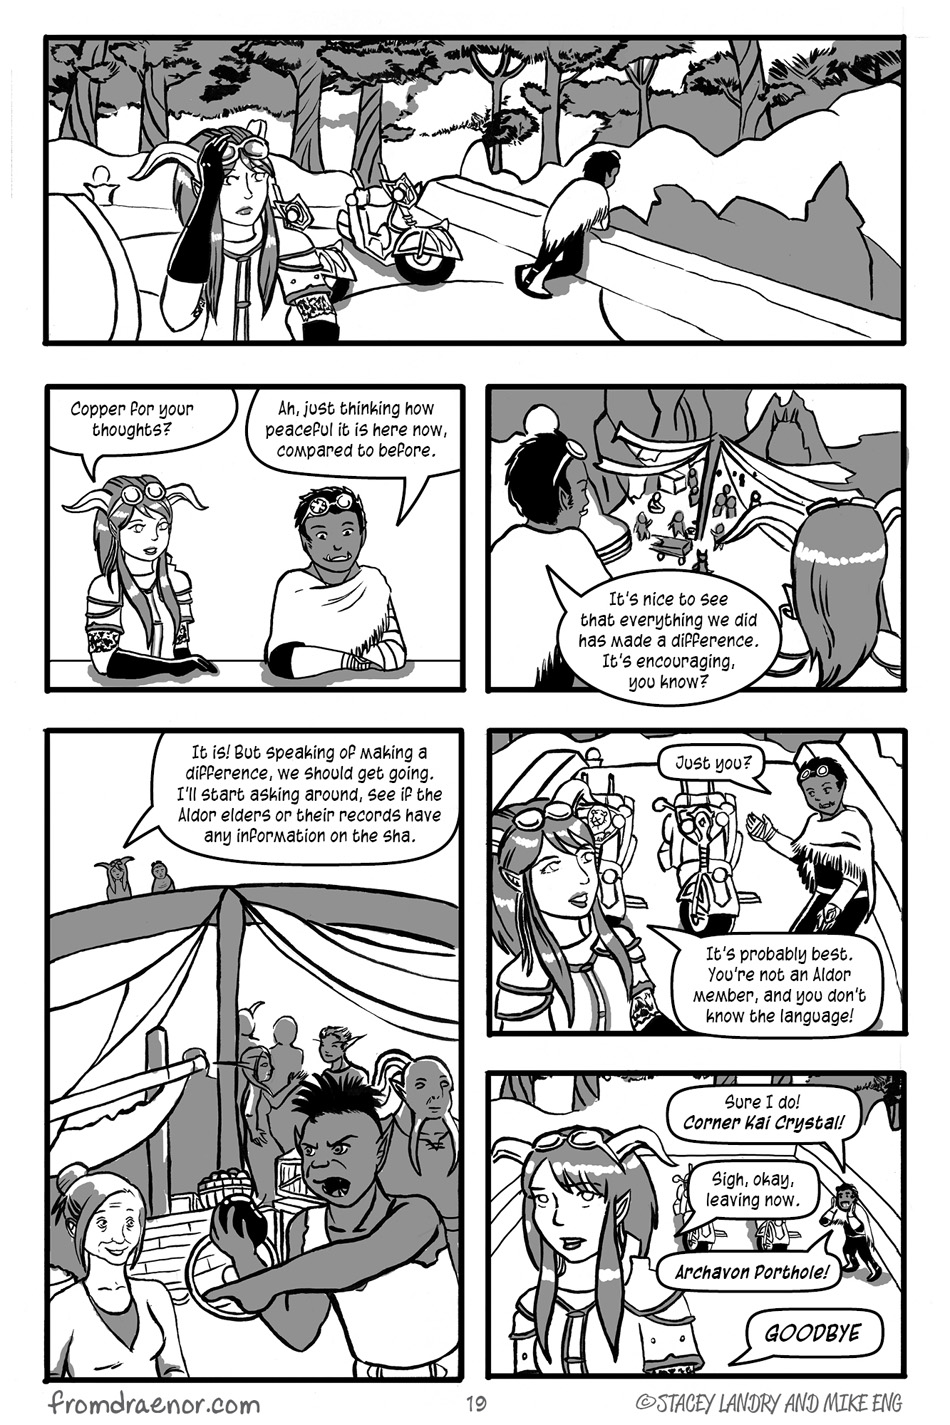 Copper for your
thoughts?
Ah, just thinking how
peaceful it is here now,
compared to before.
It's nice to see
that everything we did
has made a difference.
It's encouraging,
you know?
It is! But speaking of making a
difference, we should get going.
I'll start asking around, see if the
Aldor elders or their records have
any information on the sha.
Just you?
It's probably best.
You're not an Aldor
member, and you don't
know the language!
Sure I do!
Corner Kai Crystal!
Sigh, okay,
leaving now.
Archavon Porthole!
GOODBYE
fromdraenor.com
19
©STACEY LANDRY AND MIKE ENG